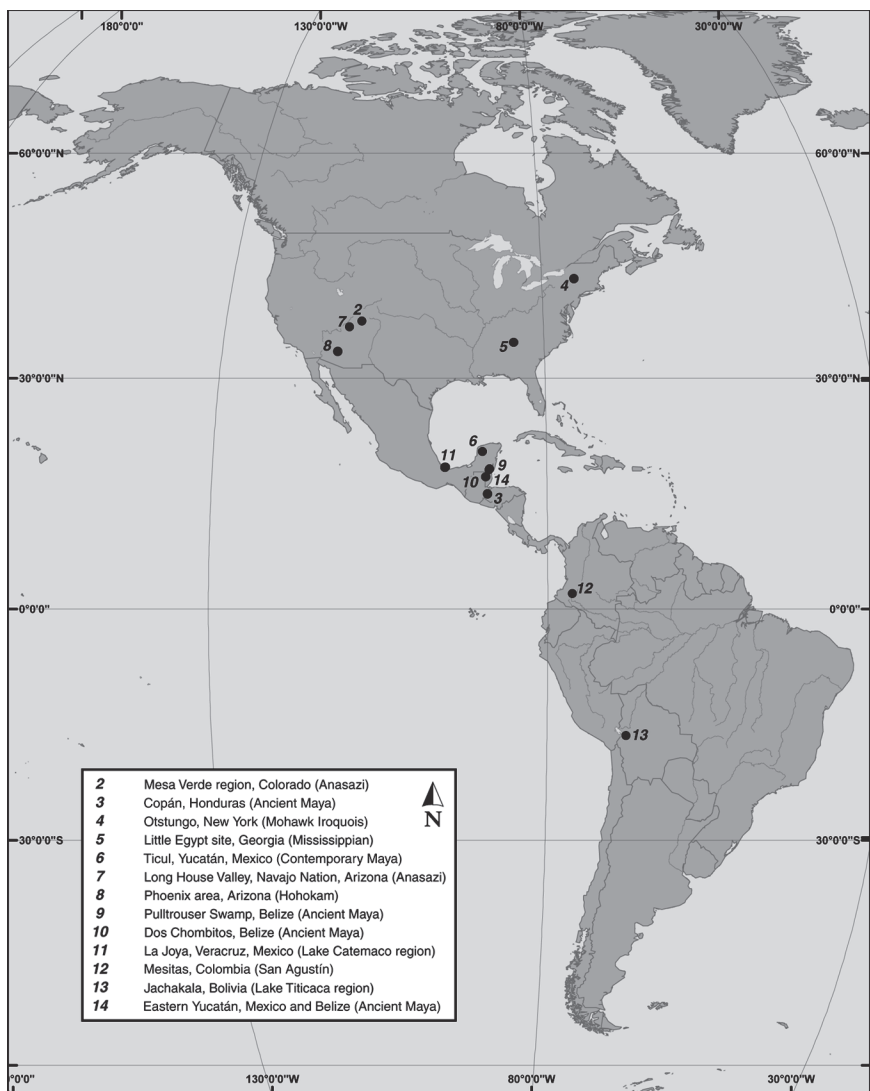 180°0'0" 130°0'0"W 80°0'0"W 30°0'0"W
60°0'0"N 60°0'0"N
4
2
7
8
5
30°0'0"N 30°0'0"N
6
11
9
10
14
3
12
0°0'0" 0°0'0"
13
2 Mesa Verde region, Colorado (Anasazi)
3 Copán, Honduras (Ancient Maya)
4 Otstungo, New York (Mohawk Iroquois)
5 Little Egypt site, Georgia (Mississippian)
6 Ticul, Yucatán, Mexico (Contemporary Maya)
7 Long House Valley, Navajo Nation, Arizona (Anasazi)
8 Phoenix area, Arizona (Hohokam)
9 Pulltrouser Swamp, Belize (Ancient Maya)
10 Dos Chombitos, Belize (Ancient Maya)
11 La Joya, Veracruz, Mexico (Lake Catemaco region)
12 Mesitas, Colombia (San Agustín)
13 Jachakala, Bolivia (Lake Titicaca region)
14 Eastern Yucatán, Mexico and Belize (Ancient Maya)
N
30°0'0"S 30°0'0"S
°0'0" 130°0'0"W 80°0'0"W 30°0'0"W